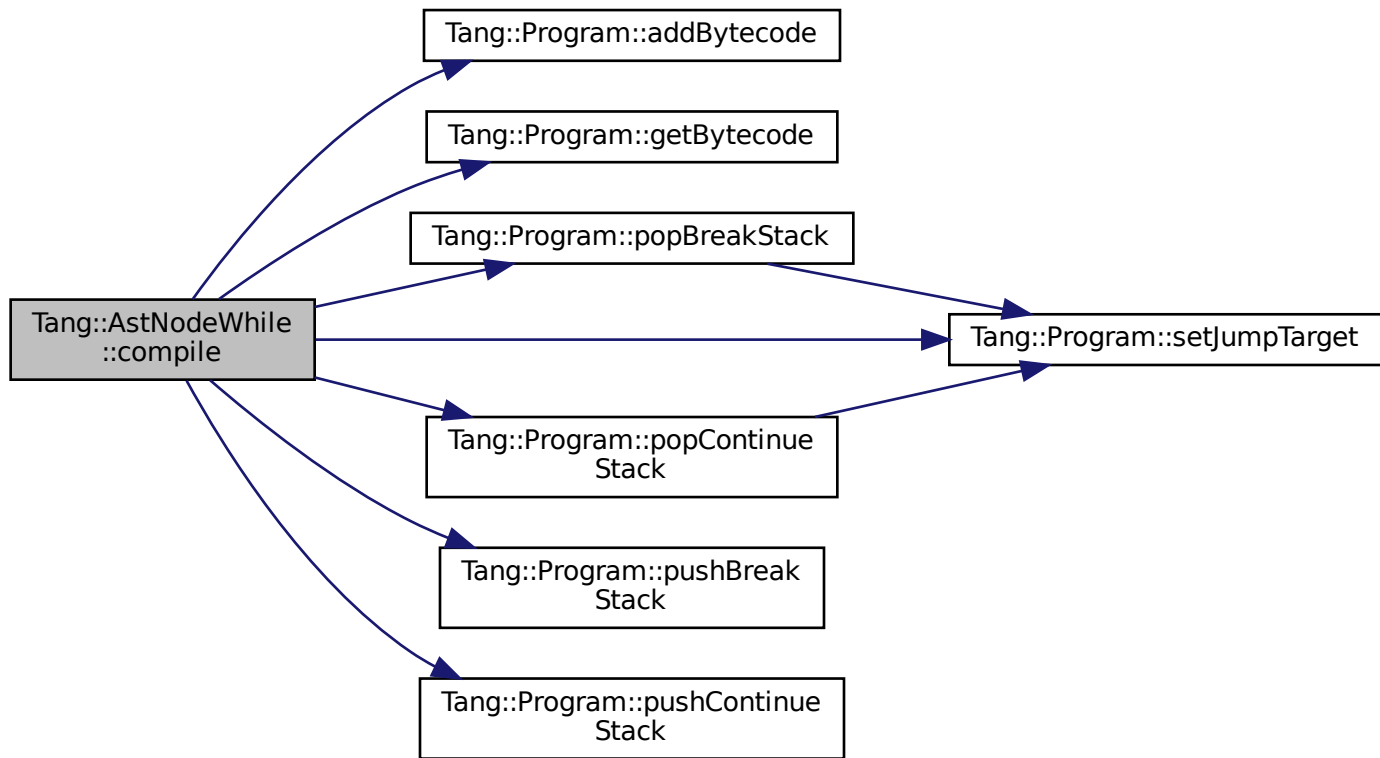 Tang::Program::addBytecode
Tang::Program::getBytecode
Tang::Program::popBreakStack
Tang::AstNodeWhile
::compile
Tang::Program::setJumpTarget
Tang::Program::popContinue
Stack
Tang::Program::pushBreak
Stack
Tang::Program::pushContinue
Stack